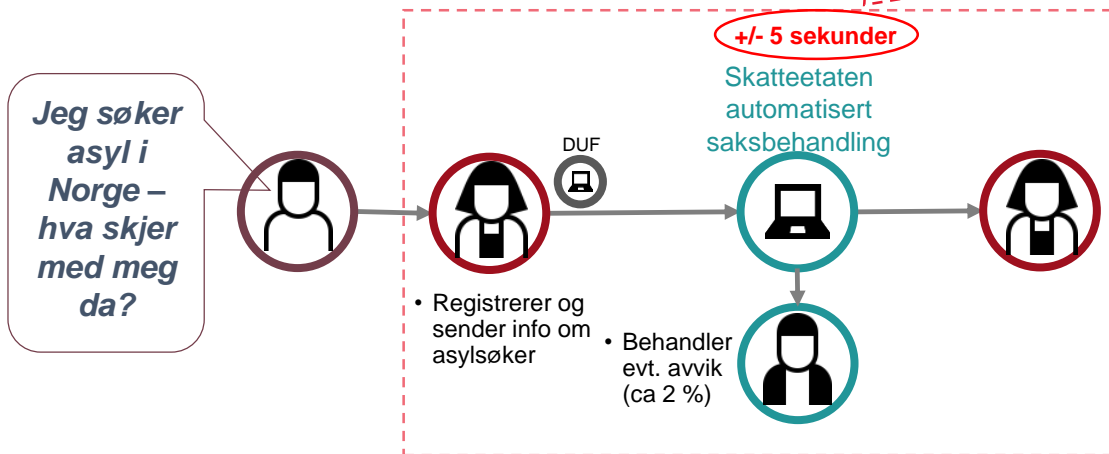 +/- 5 sekunder
Skatteetaten
automatisert
saksbehandling
Jeg søker
asyl i
Norge –
hva skjer
med meg
da?
DUF
• Registrerer og
sender info om
asylsøker
• Behandler
evt. avvik
(ca 2 %)